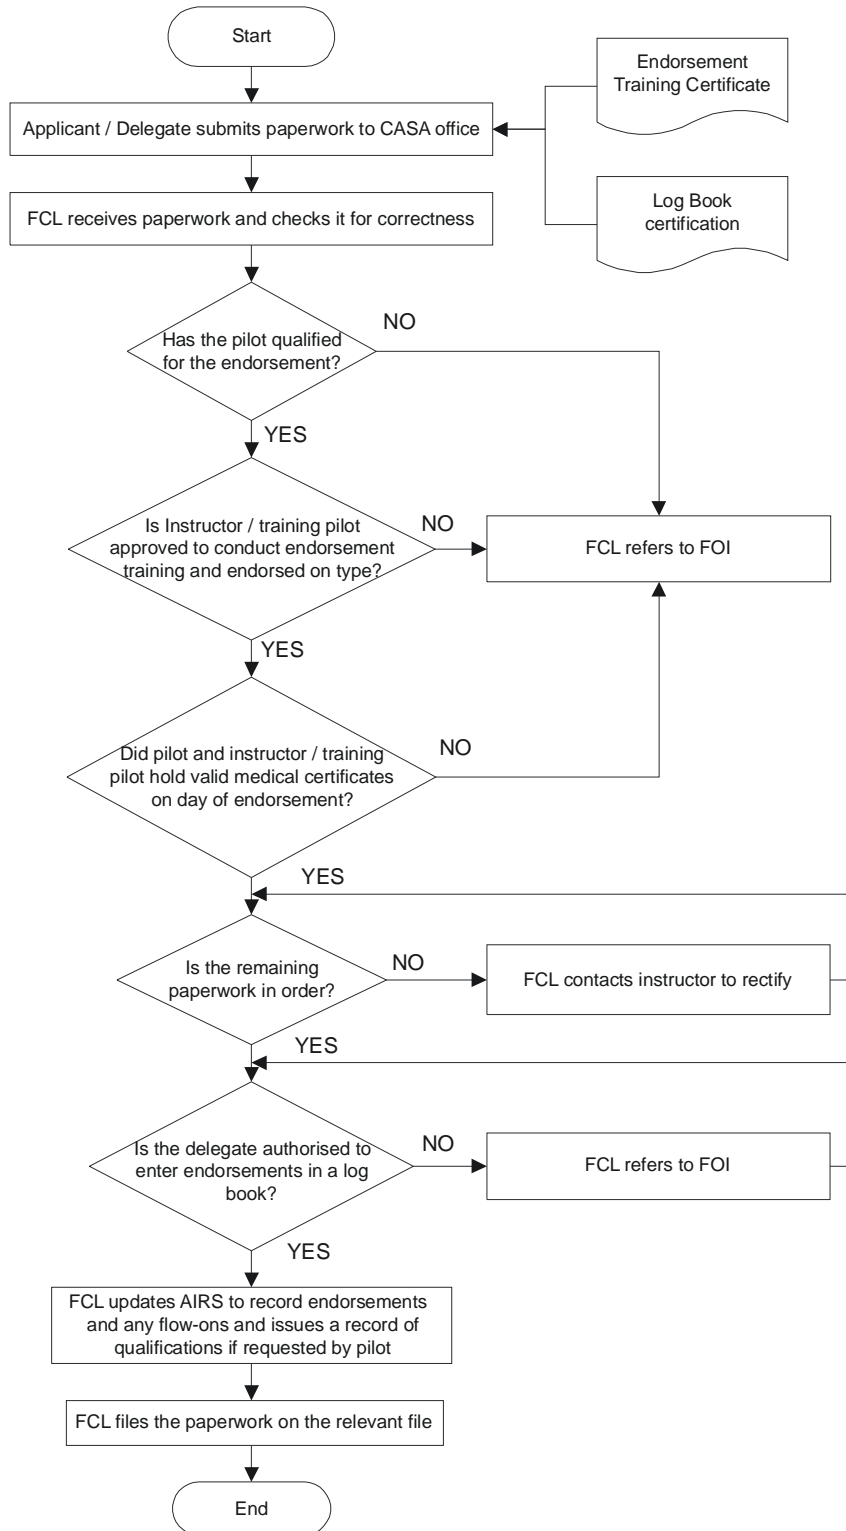 Start
Endorsement
Training Certificate
Applicant / Delegate submits paperwork to CASA office
Log Book
certification
FCL receives paperwork and checks it for correctness
NO
Has the pilot qualified
for the endorsement?
YES
Is Instructor / training pilot
approved to conduct endorsement
training and endorsed on type?
NO
FCL refers to FOI
YES
Did pilot and instructor / training
pilot hold valid medical certificates
on day of endorsement?
NO
YES
Is the remaining
paperwork in order?
NO
FCL contacts instructor to rectify
YES
Is the delegate authorised to
enter endorsements in a log
book?
NO
FCL refers to FOI
YES
FCL updates AIRS to record endorsements
and any flow-ons and issues a record of
qualifications if requested by pilot
FCL files the paperwork on the relevant file
End